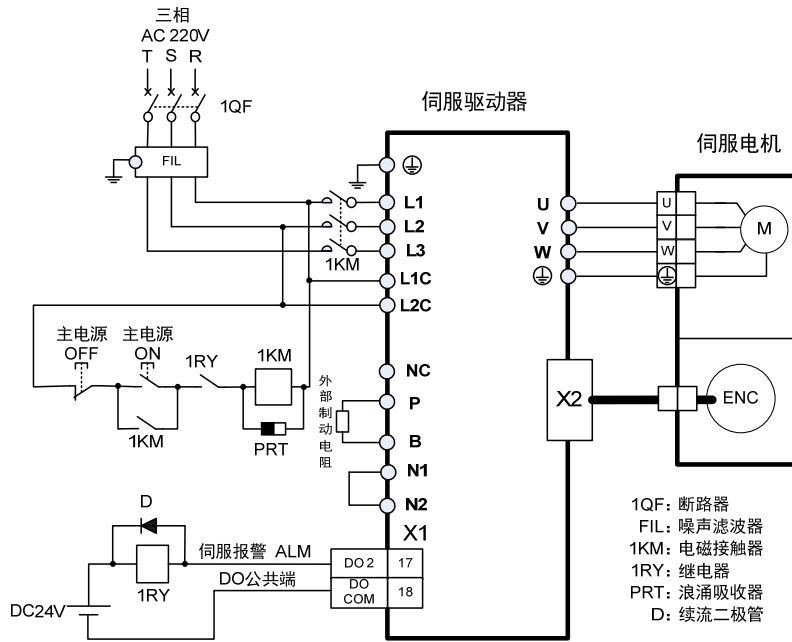 三相
AC 220V
T S R
1QF
FIL
伺服驱动器
伺服电机
L1
L2
L3
1KM
L1C
L2C
U
V
W
U
V
W
M
主电源
OFF
主电源
ON
1RY
1KM
1KM
PRT
外部制动电阻
NC
P
B
N1
N2
X2
ENC
X1
D
1RY
伺服报警 ALM
DO公共端
DO 2
17
DO
COM
18
DC24V
1QF: 断路器
FIL: 噪声滤波器
1KM: 电磁接触器
1RY: 继电器
PRT: 浪涌吸收器
D: 续流二极管